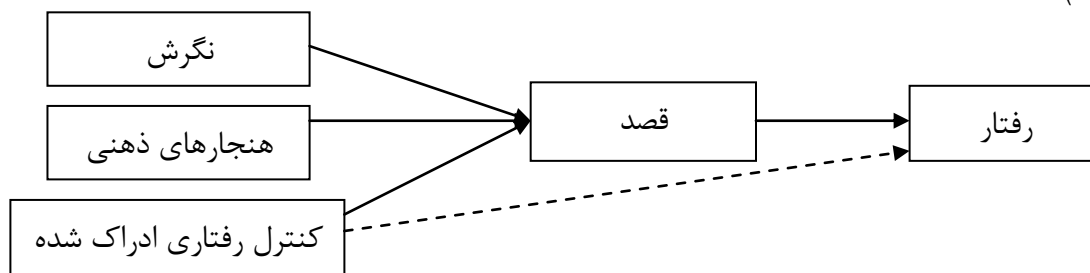 نگرش
هنجارهای ذهنی
کنترل رفتاری ادراک شده
قصد
رفتار